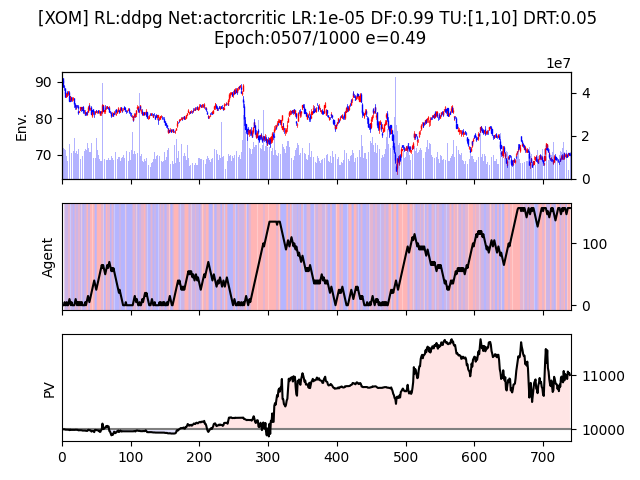 [XOM] RL:ddpg Net:actorcritic LR:1e-05 DF:0.99 TU:[1,10] DRT:0.05
Epoch:0507/1000 e=0.49
1e7
90
80
70
Env.
4
2
0
Agent
100
0
PV
11000
10000
0 100 200 300 400 500 600 700